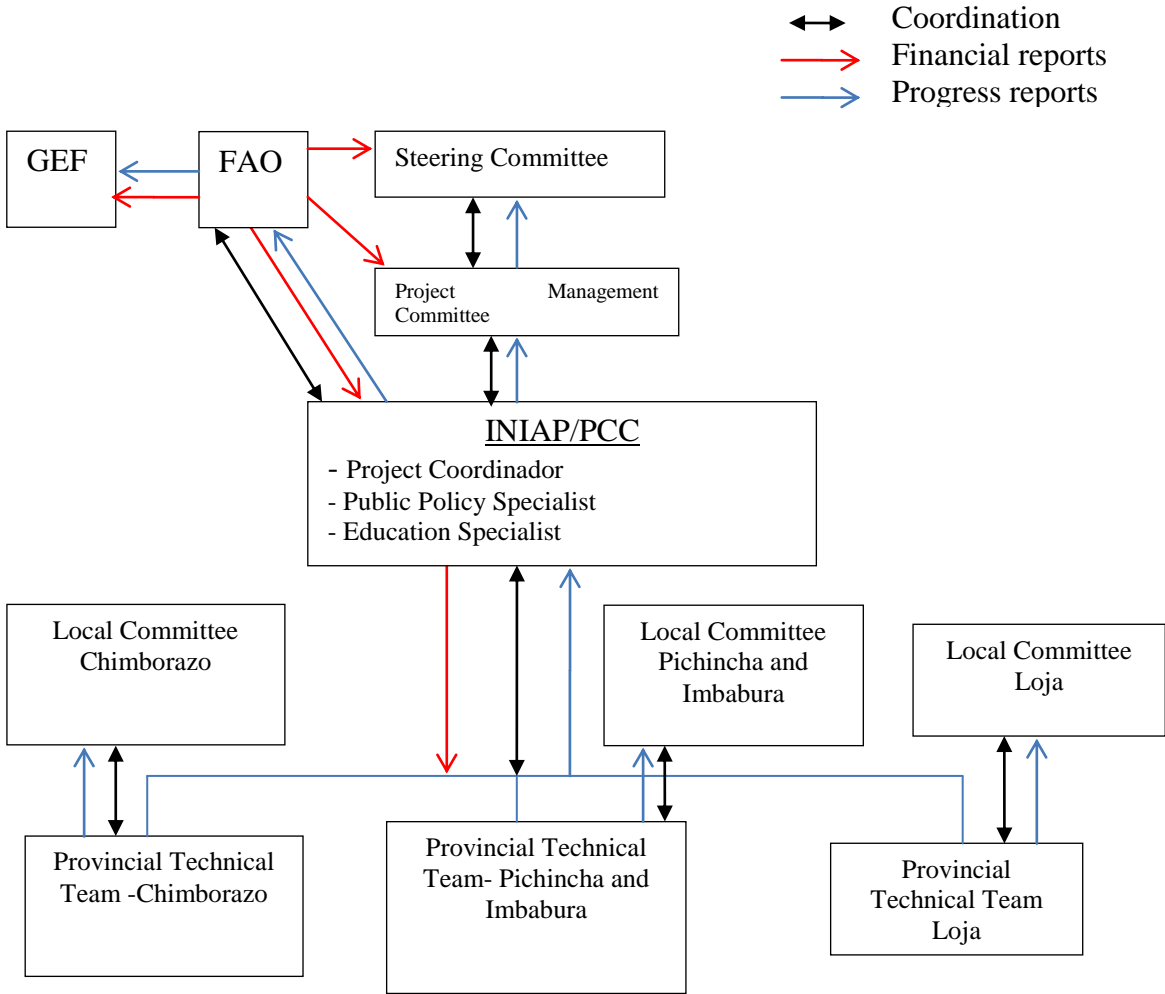 Coordination
Financial reports
Progress reports
GEF
FAO
Steering Committee
Project Management
Committee
INIAP/PCC
- Project Coordinador
- Public Policy Specialist
- Education Specialist
Local Committee
Chimborazo
Local Committee
Pichincha and
Imbabura
Local Committee
Loja
Provincial Technical
Team -Chimborazo
Provincial Technical
Team- Pichincha and
Imbabura
Provincial
Technical Team
Loja